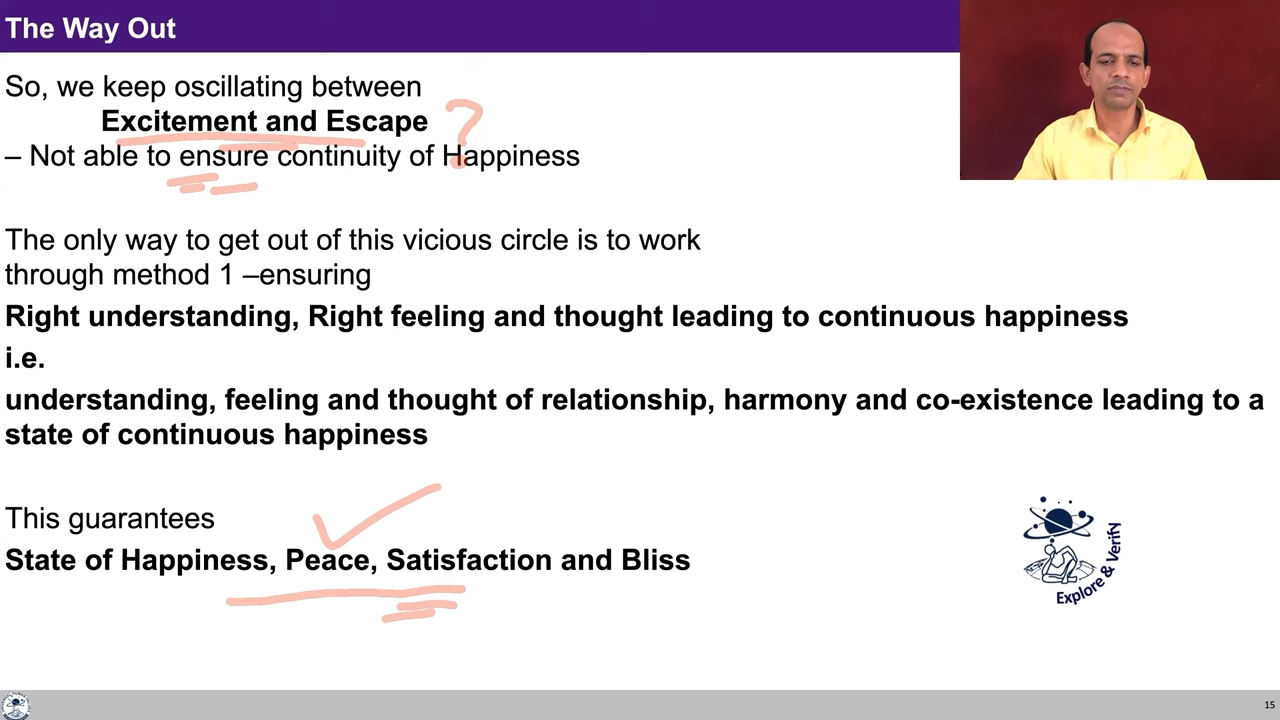 The Way Out
So, we keep oscillating between
Excitement and Escape
?
– Not able to ensure continuity of Happiness
The only way to get out of this vicious circle is to work
through method 1 –ensuring
Right understanding, Right feeling and thought leading to continuous happiness
i.e.
understanding, feeling and thought of relationship, harmony and co-existence leading to a
state of continuous happiness
This guarantees
State of Happiness, Peace, Satisfaction and Bliss
Explore & Verify
15